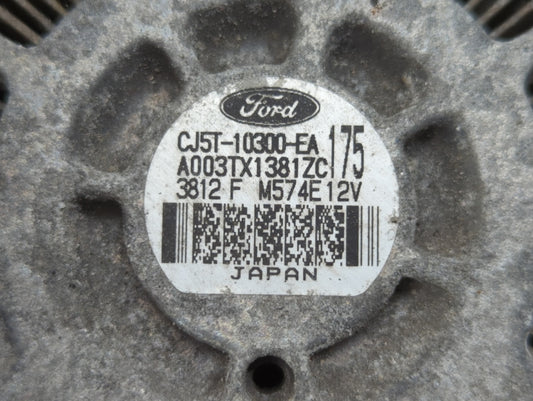 Ford
CJ5T-10300-EA 175
A003TX1381ZC
3812 F M574E 12V
JAPAN